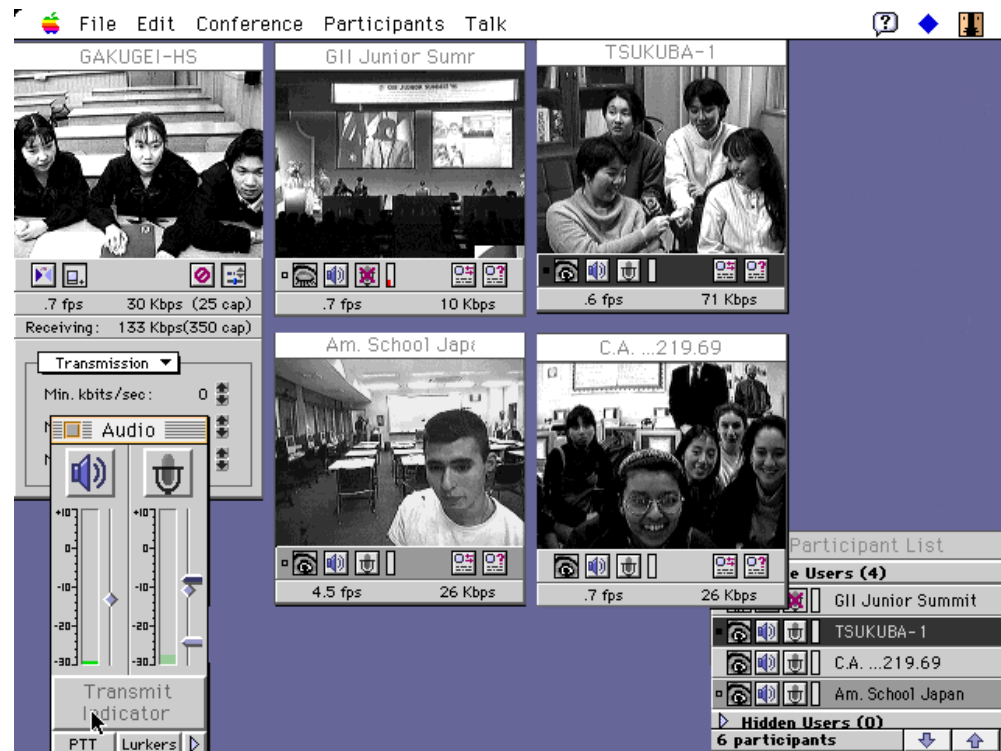 File Edit Conference Participants Talk
GAKUGEI-HS
GII Junior Sumr
TSUKUBA-1
GII JUNIOR SUMMIT
.7 fps 30 Kbps (25 cap)
.7 fps 10 Kbps
.6 fps 71 Kbps
Receiving: 133 Kbps(350 cap)
Transmission
Min. kbits/sec: 0
Am. School Japa
C.A. ...219.69
4.5 fps 26 Kbps
.7 fps 26 Kbps
Audio
+10 +10
0- 0-
-10- -10-
-20- -20-
-30 -30
Transmit
Indicator
PTT Lurkers
Participant List
e Users (4)
GII Junior Summit
TSUKUBA-1
C.A. ...219.69
Am. School Japan
Hidden Users (0)
6 participants